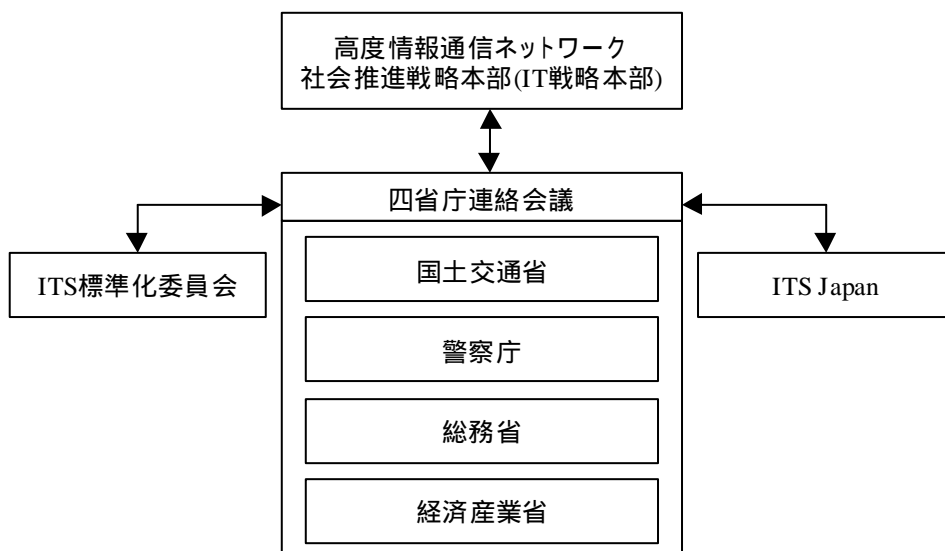 高度情報通信ネットワーク
社会推進戦略本部(IT戦略本部)
四省庁連絡会議
ITS標準化委員会
国土交通省
ITS Japan
警察庁
総務省
経済産業省